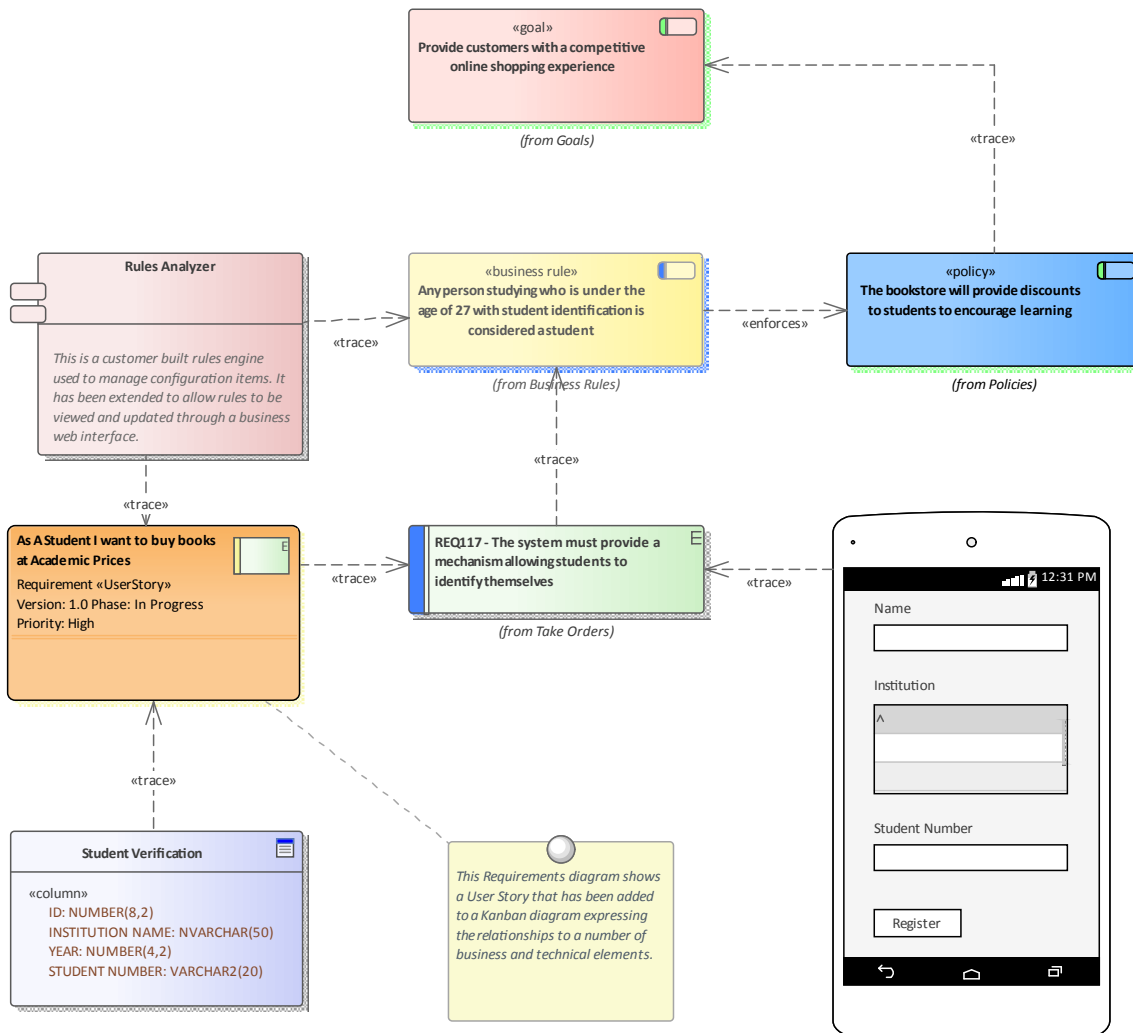 «goal»
Provide customers with a competitive
online shopping experience
(from Goals)
«trace»
Rules Analyzer
This is a customer built rules engine
used to manage configuration items. It
has been extended to allow rules to be
viewed and updated through a business
web interface.
«trace»
«business rule»
Any person studying who is under the
age of 27 with student identification is
considered a student
(from Business Rules)
«enforces»
«policy»
The bookstore will provide discounts
to students to encourage learning
(from Policies)
«trace»
«trace»
As A Student I want to buy books
at Academic Prices
E
Requirement «UserStory»
Version: 1.0 Phase: In Progress
Priority: High
«trace»
REQ117 - The system must provide a
mechanism allowing students to
identify themselves
E
(from Take Orders)
«trace»
12:31 PM
Name
Institution
^
Student Number
Register
«trace»
Student Verification
«column»
ID: NUMBER(8,2)
INSTITUTION NAME: NVARCHAR(50)
YEAR: NUMBER(4,2)
STUDENT NUMBER: VARCHAR2(20)
This Requirements diagram shows
a User Story that has been added
to a Kanban diagram expressing
the relationships to a number of
business and technical elements.